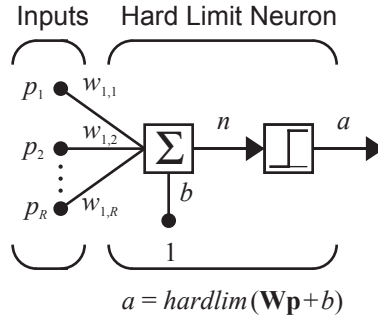 Inputs Hard Limit Neuron
p1 w1,1
p2 w1,2 Σ n a
b
pR w1,R
1
a = hardlim(Wp+b)